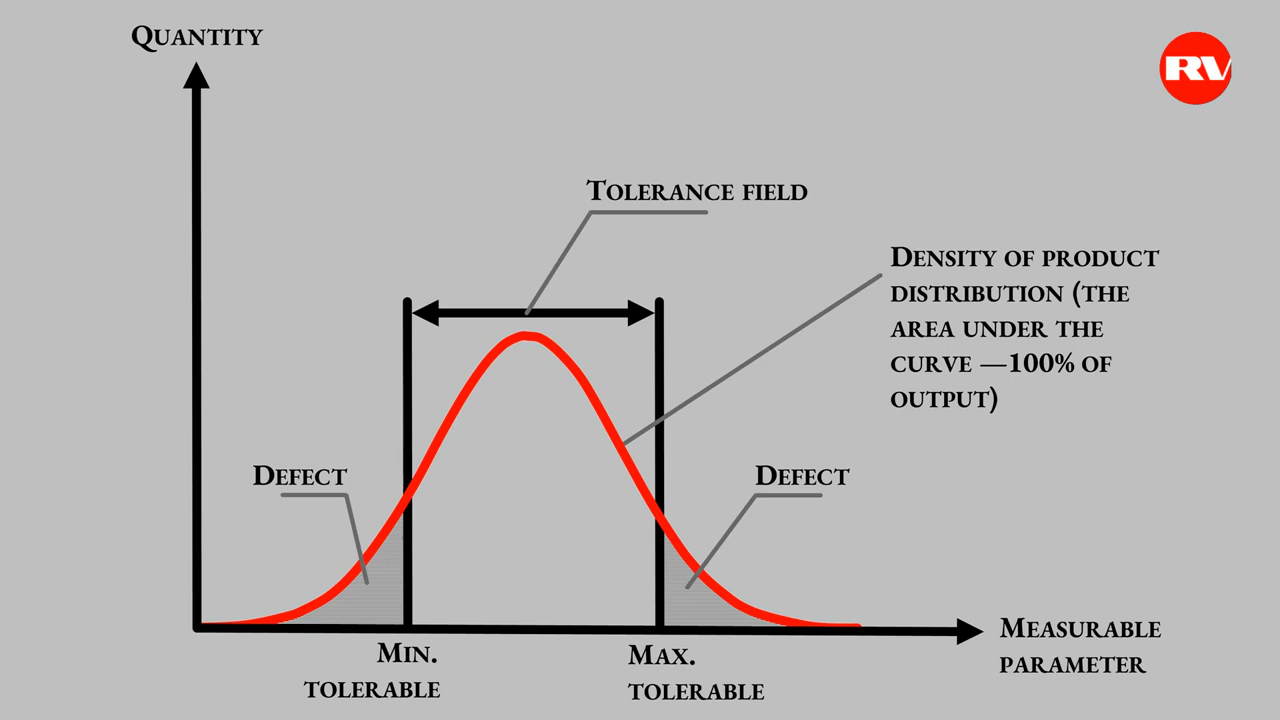 Quantity
RV
Tolerance field
Density of product
distribution (the
area under the
curve —100% of
output)
Defect
Defect
Measurable
parameter
Min.
tolerable
Max.
tolerable